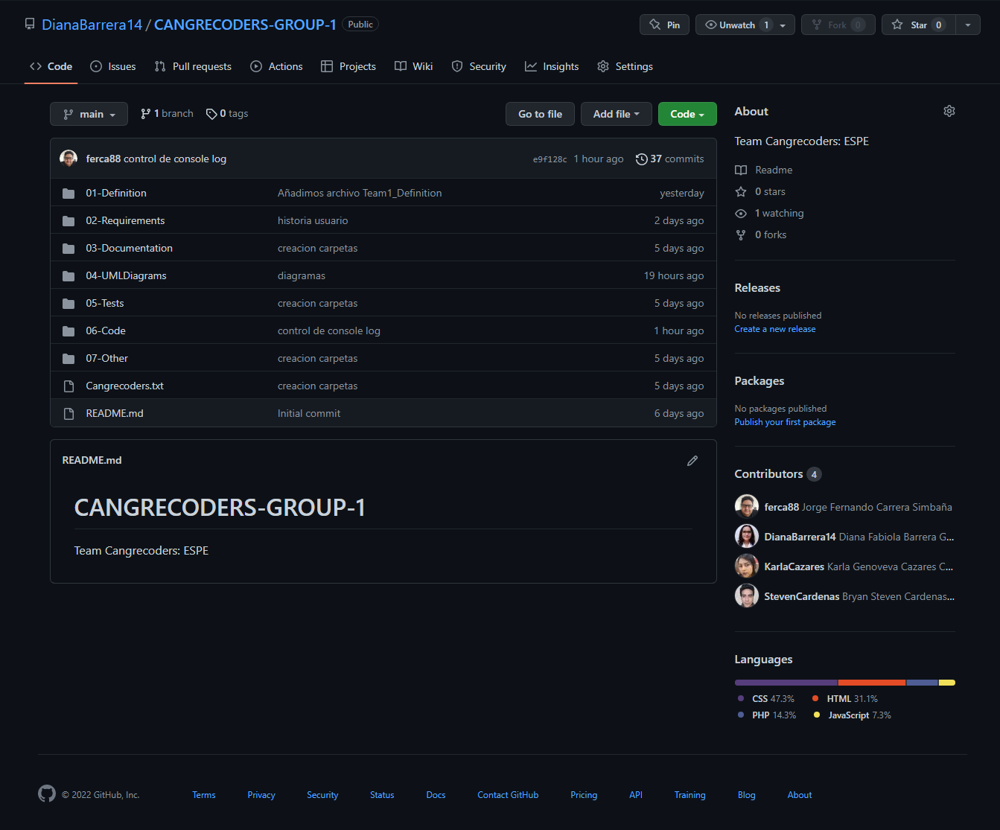 DianaBarrera14 / CANGRECODERS-GROUP-1 Public
Pin Unwatch 1 Fork 0 Star 0
Code Issues Pull requests Actions Projects Wiki Security Insights Settings
main 1 branch 0 tags Go to file Add file Code
ferca88 control de console log e9f128c 1 hour ago 37 commits
01-Definition Añadimos archivo Team1_Definition yesterday
02-Requirements historia usuario 2 days ago
03-Documentation creacion carpetas 5 days ago
04-UMLDiagrams diagramas 19 hours ago
05-Tests creacion carpetas 5 days ago
06-Code control de console log 1 hour ago
07-Other creacion carpetas 5 days ago
Cangrecoders.txt creacion carpetas 5 days ago
README.md Initial commit 6 days ago
README.md
CANGRECODERS-GROUP-1
Team Cangrecoders: ESPE
About
Team Cangrecoders: ESPE
Readme
0 stars
1 watching
0 forks
Releases
No releases published
Create a new release
Packages
No packages published
Publish your first package
Contributors 4
ferca88 Jorge Fernando Carrera Simbaña
DianaBarrera14 Diana Fabiola Barrera G...
KarlaCazares Karla Genoveva Cazares C...
StevenCardenas Bryan Steven Cardenas...
Languages
CSS 47.3% HTML 31.1%
PHP 14.3% JavaScript 7.3%
© 2022 GitHub, Inc. Terms Privacy Security Status Docs Contact GitHub Pricing API Training Blog About